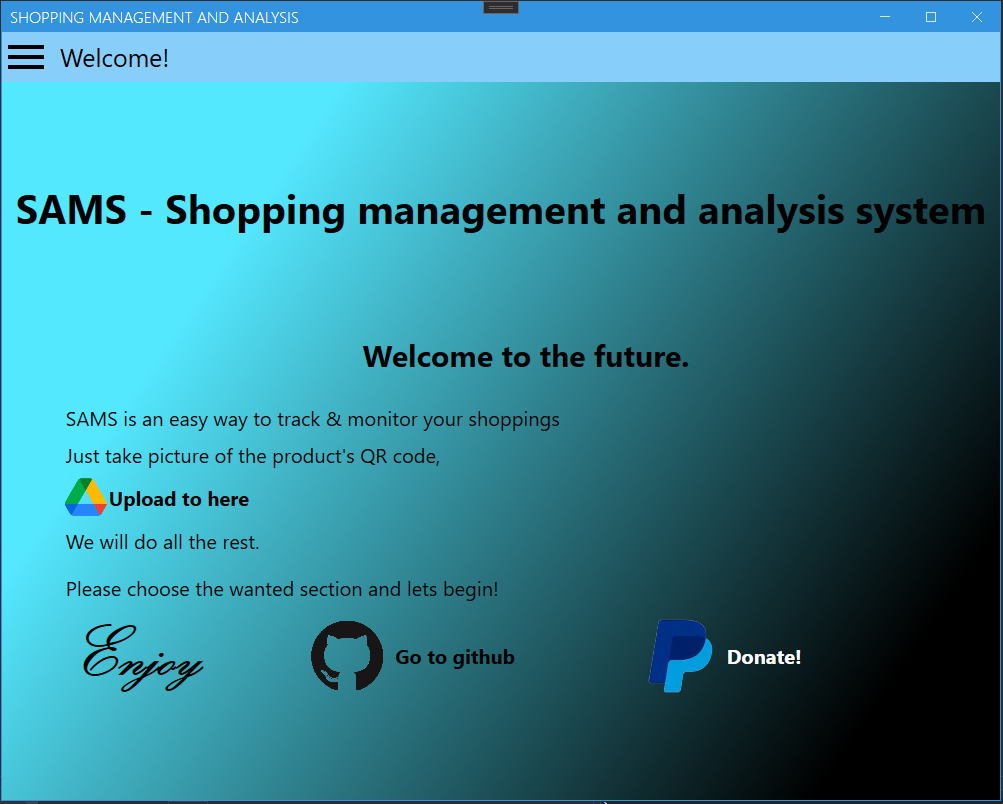 SHOPPING MANAGEMENT AND ANALYSIS
Welcome!
SAMS - Shopping management and analysis system
Welcome to the future.
SAMS is an easy way to track & monitor your shoppings
Just take picture of the product's QR code,
Upload to here
We will do all the rest.
Please choose the wanted section and lets begin!
Enjoy
Go to github
Donate!